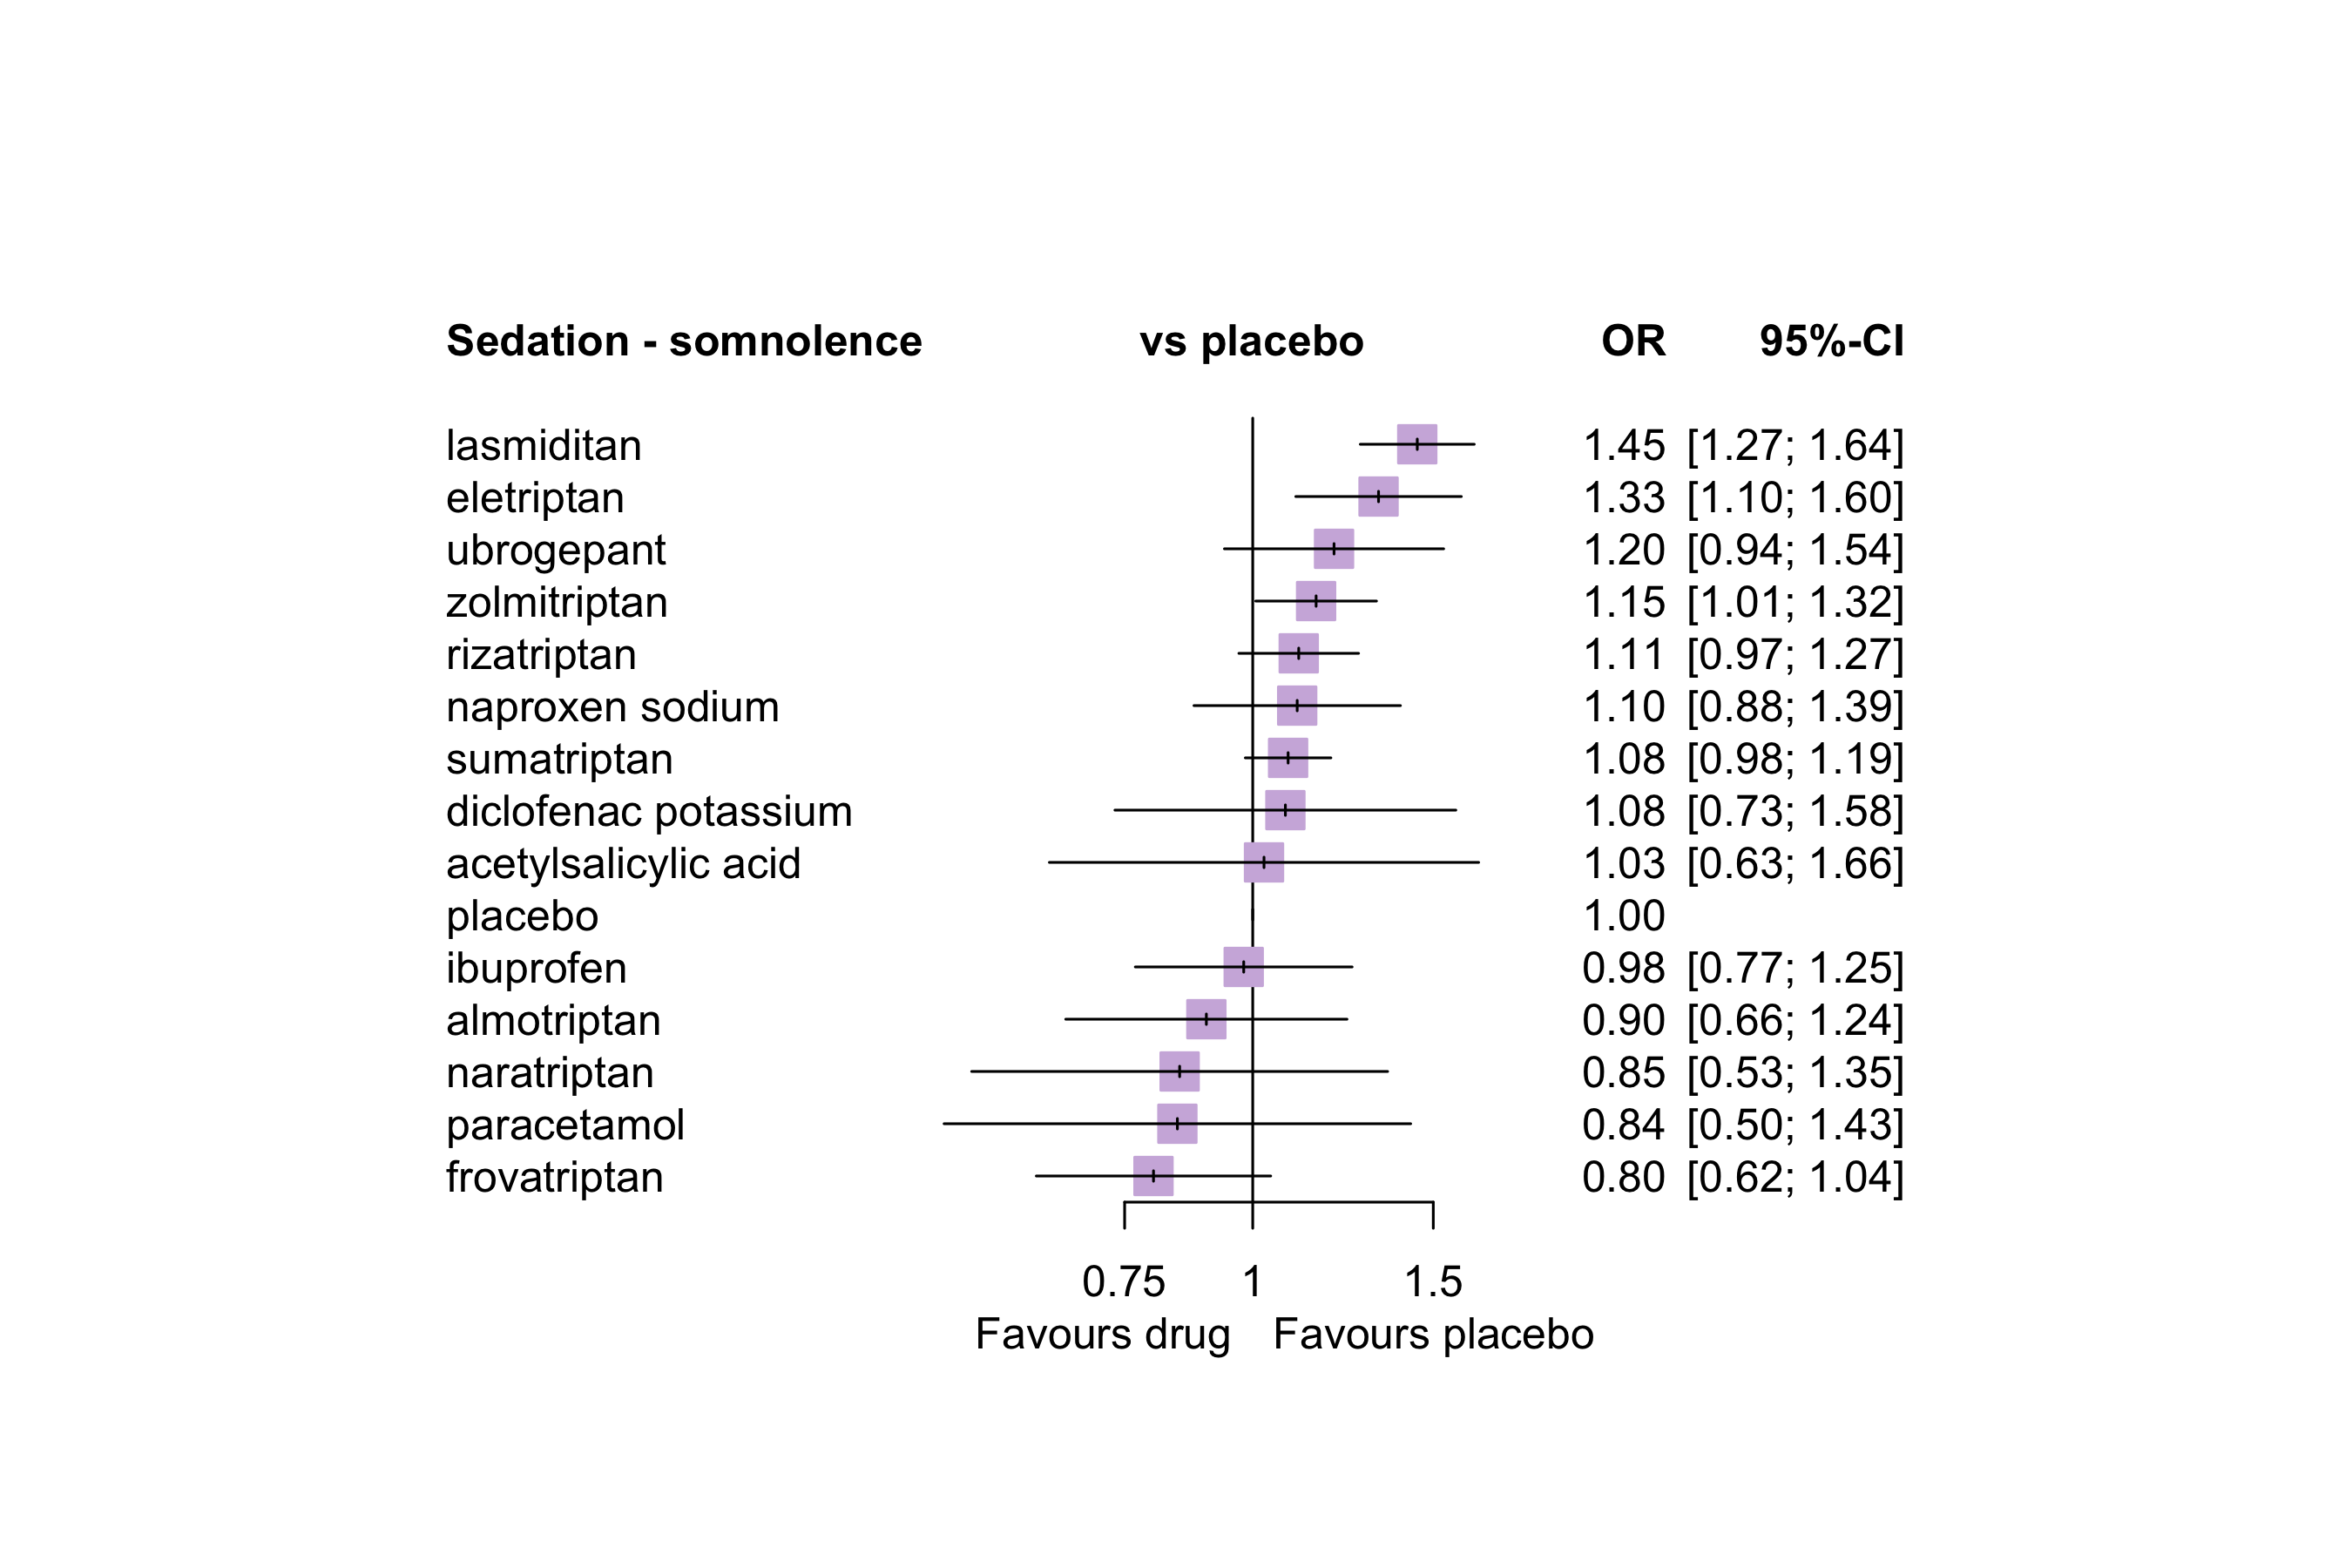 Sedation - somnolence vs placebo OR 95%-CI
lasmiditan 1.45 [1.27; 1.64]
eletriptan 1.33 [1.10; 1.60]
ubrogepant 1.20 [0.94; 1.54]
zolmitriptan 1.15 [1.01; 1.32]
rizatriptan 1.11 [0.97; 1.27]
naproxen sodium 1.10 [0.88; 1.39]
sumatriptan 1.08 [0.98; 1.19]
diclofenac potassium 1.08 [0.73; 1.58]
acetylsalicylic acid 1.03 [0.63; 1.66]
placebo 1.00
ibuprofen 0.98 [0.77; 1.25]
almotriptan 0.90 [0.66; 1.24]
naratriptan 0.85 [0.53; 1.35]
paracetamol 0.84 [0.50; 1.43]
frovatriptan 0.80 [0.62; 1.04]
0.75 1 1.5
Favours drug Favours placebo